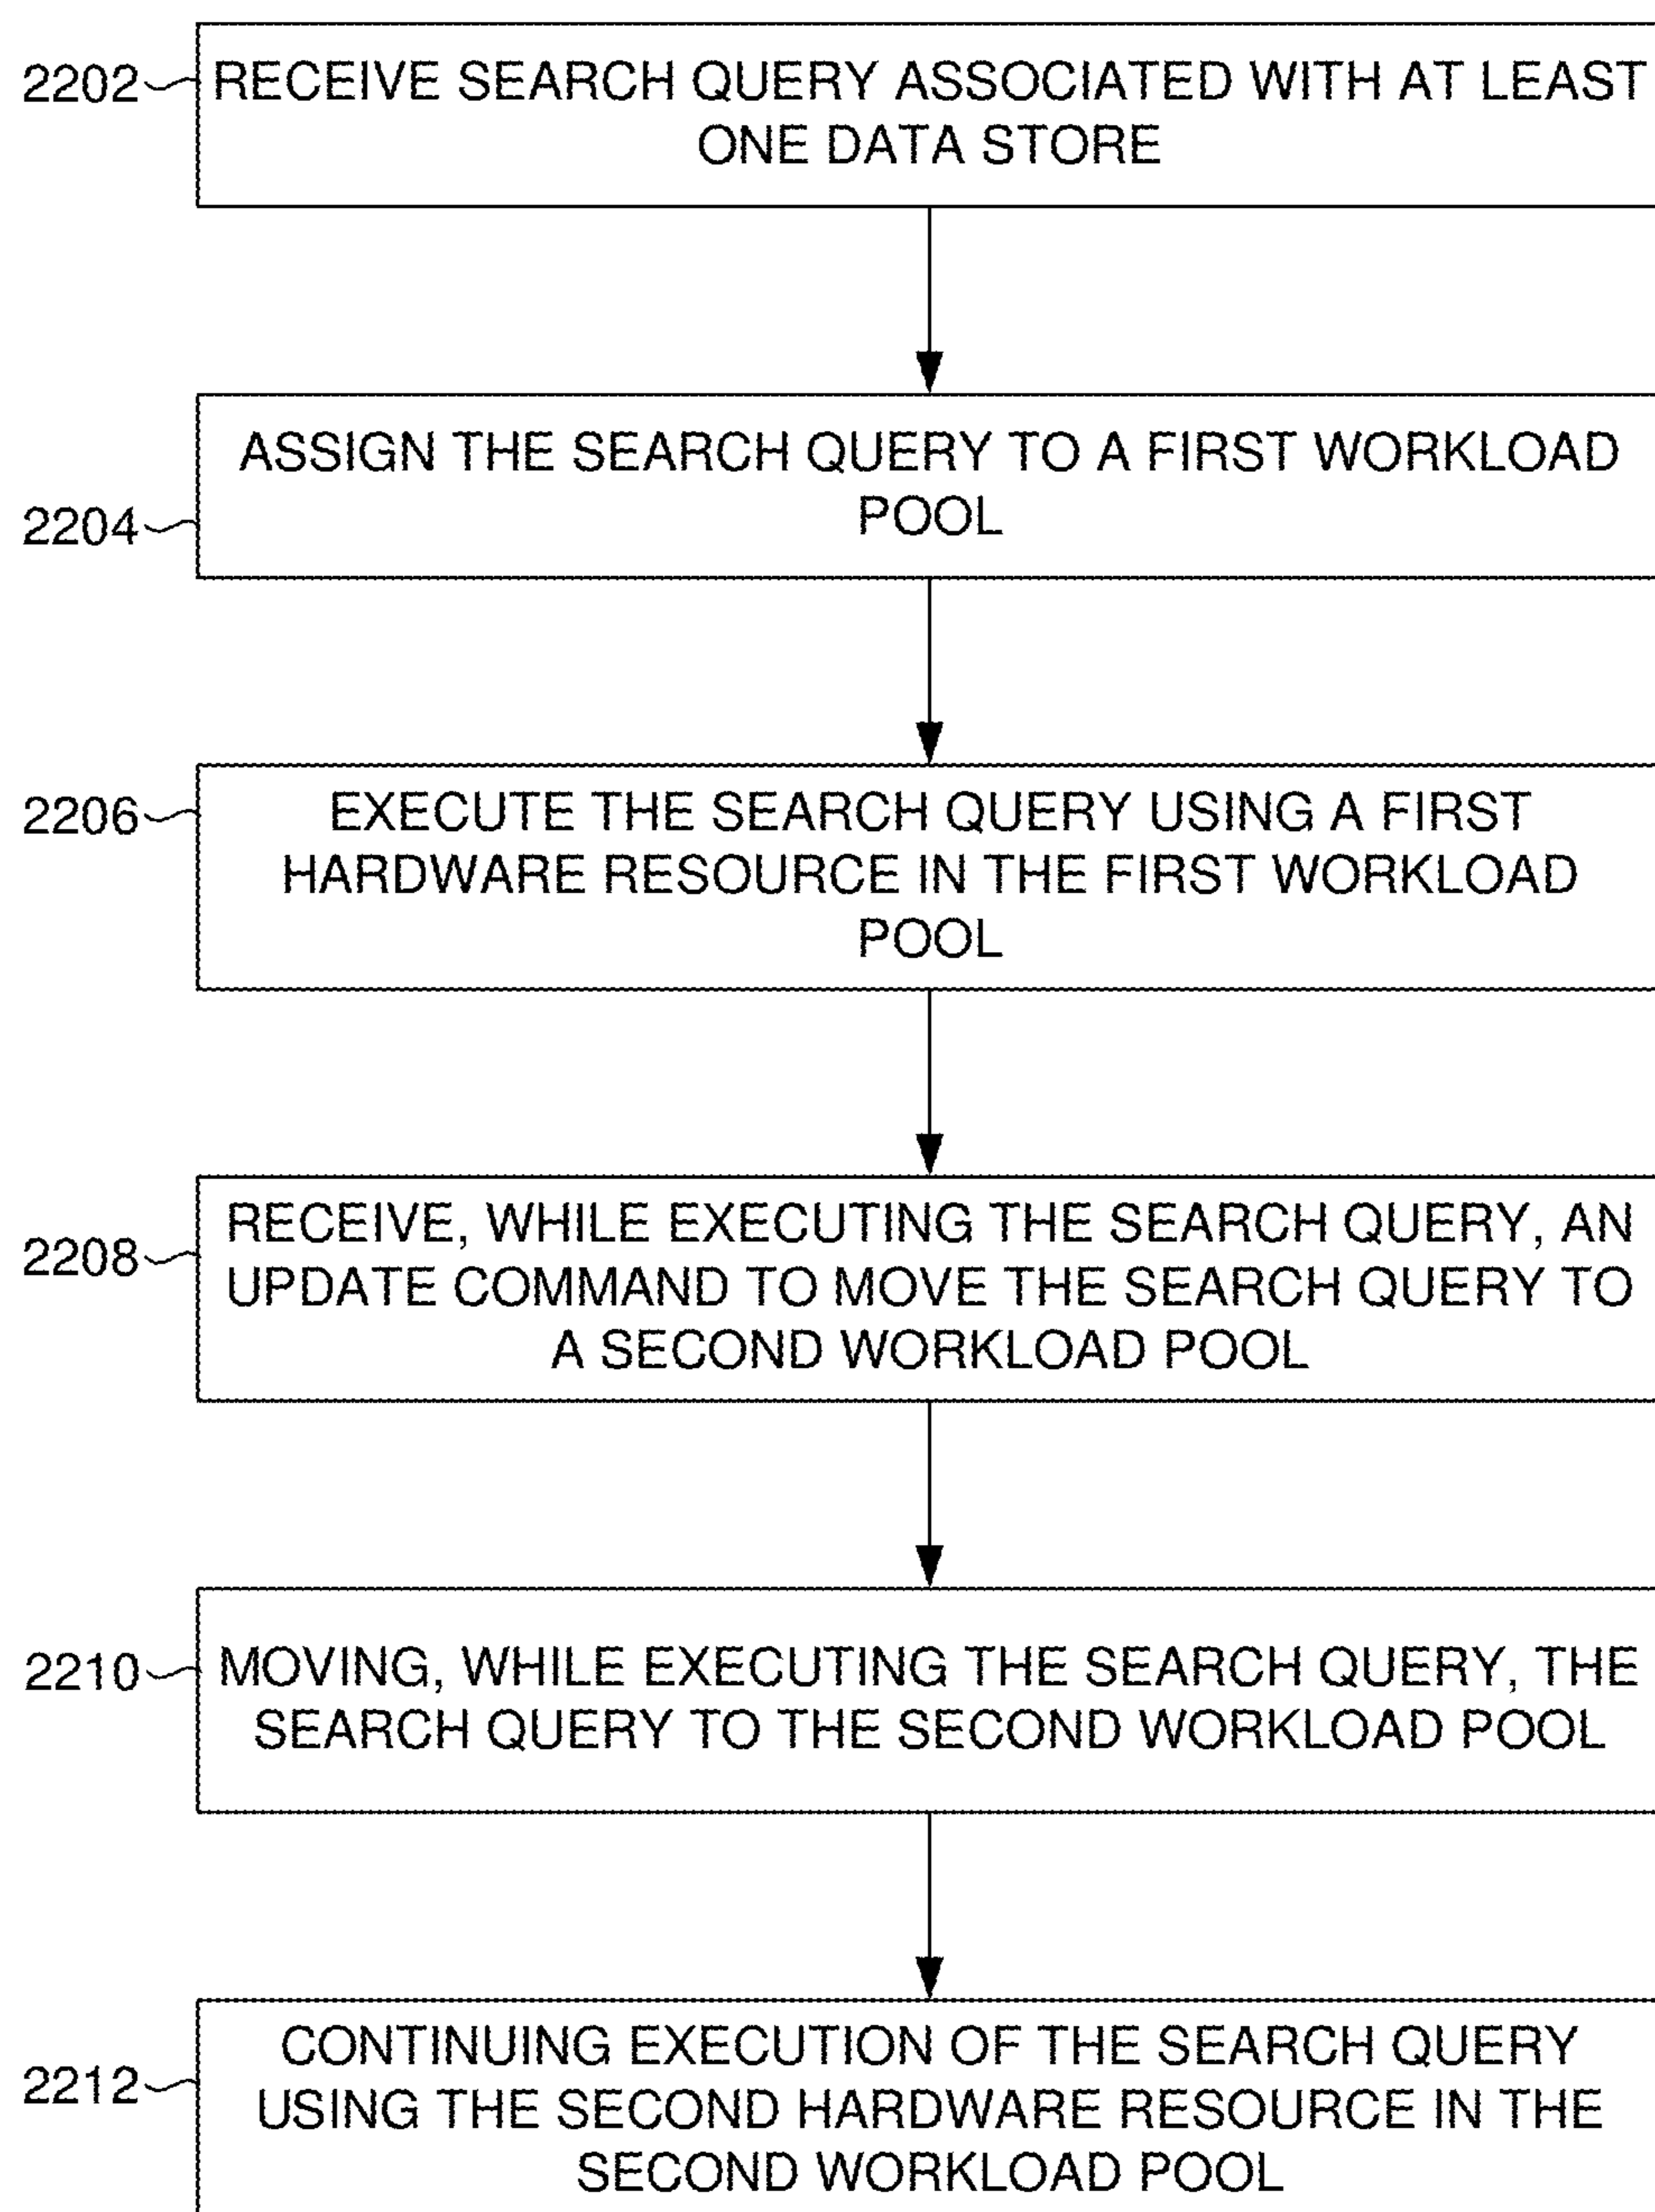 2202
RECEIVE SEARCH QUERY ASSOCIATED WITH AT LEAST
ONE DATA STORE
2204
ASSIGN THE SEARCH QUERY TO A FIRST WORKLOAD
POOL
2206
EXECUTE THE SEARCH QUERY USING A FIRST
HARDWARE RESOURCE IN THE FIRST WORKLOAD
POOL
2208
RECEIVE, WHILE EXECUTING THE SEARCH QUERY, AN
UPDATE COMMAND TO MOVE THE SEARCH QUERY TO
A SECOND WORKLOAD POOL
2210
MOVING, WHILE EXECUTING THE SEARCH QUERY, THE
SEARCH QUERY TO THE SECOND WORKLOAD POOL
2212
CONTINUING EXECUTION OF THE SEARCH QUERY
USING THE SECOND HARDWARE RESOURCE IN THE
SECOND WORKLOAD POOL